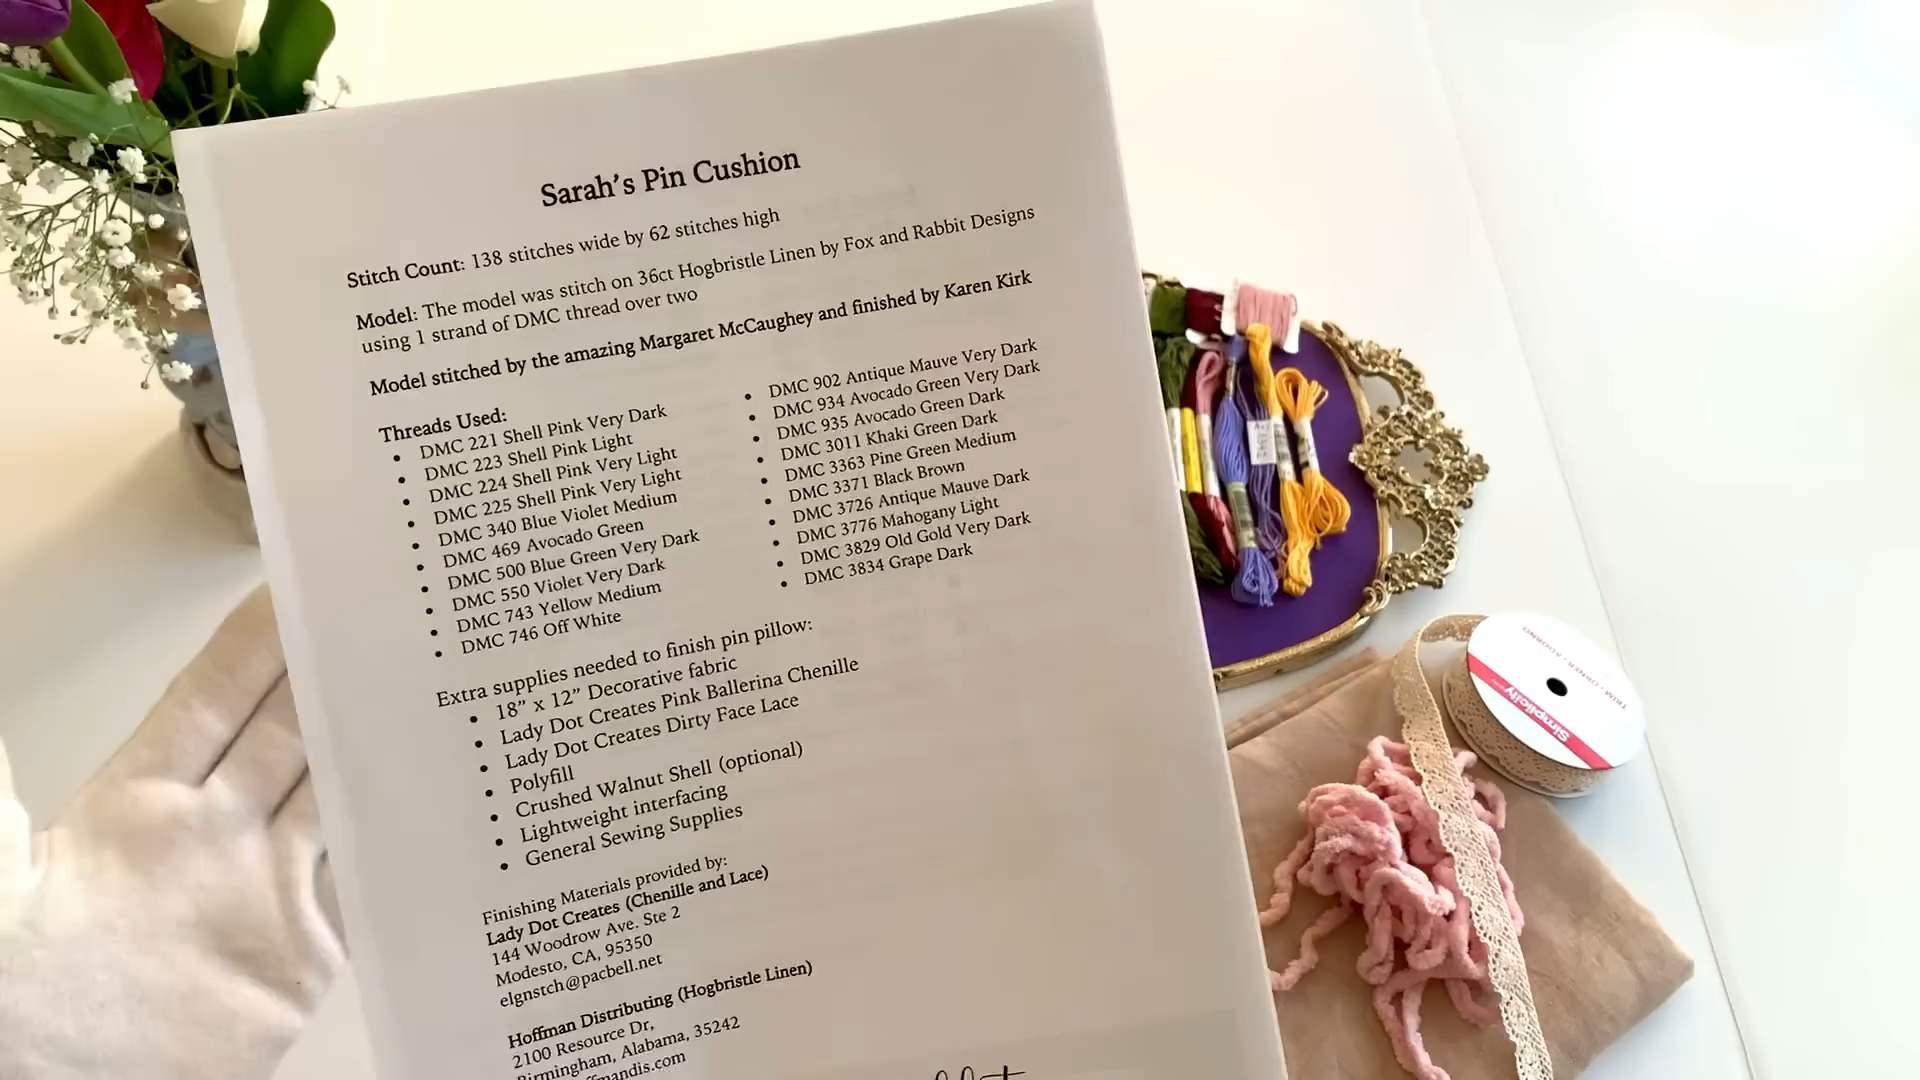 Sarah's Pin Cushion
Stitch Count: 138 stitches wide by 62 stitches high
Model: The model was stitch on 36ct Hogbristle Linen by Fox and Rabbit Designs
using 1 strand of DMC thread over two
Model stitched by the amazing Margaret McCaughey and finished by Karen Kirk
Threads Used:
• DMC 221 Shell Pink Very Dark
• DMC 223 Shell Pink Light
• DMC 224 Shell Pink Very Light
• DMC 225 Shell Pink Very Light
• DMC 340 Blue Violet Medium
• DMC 469 Avocado Green
• DMC 500 Blue Green Very Dark
• DMC 550 Violet Very Dark
• DMC 743 Yellow Medium
• DMC 746 Off White
• DMC 902 Antique Mauve Very Dark
• DMC 934 Avocado Green Very Dark
• DMC 935 Avocado Green Dark
• DMC 3011 Khaki Green Dark
• DMC 3363 Pine Green Medium
• DMC 3371 Black Brown
• DMC 3726 Antique Mauve Dark
• DMC 3776 Mahogany Light
• DMC 3829 Old Gold Very Dark
• DMC 3834 Grape Dark
Extra supplies needed to finish pin pillow:
• 18” x 12” Decorative fabric
• Lady Dot Creates Pink Ballerina Chenille
• Lady Dot Creates Dirty Face Lace
• Polyfill
• Crushed Walnut Shell (optional)
• Lightweight interfacing
• General Sewing Supplies
Finishing Materials provided by:
Lady Dot Creates (Chenille and Lace)
144 Woodrow Ave. Ste 2
Modesto, CA, 95350
elgnstch@pacbell.net
Hoffman Distributing (Hogbristle Linen)
2100 Resource Dr,
Birmingham, Alabama, 35242
ffmandis.com
Simplicity
TRIM • ORNER • ADORNO